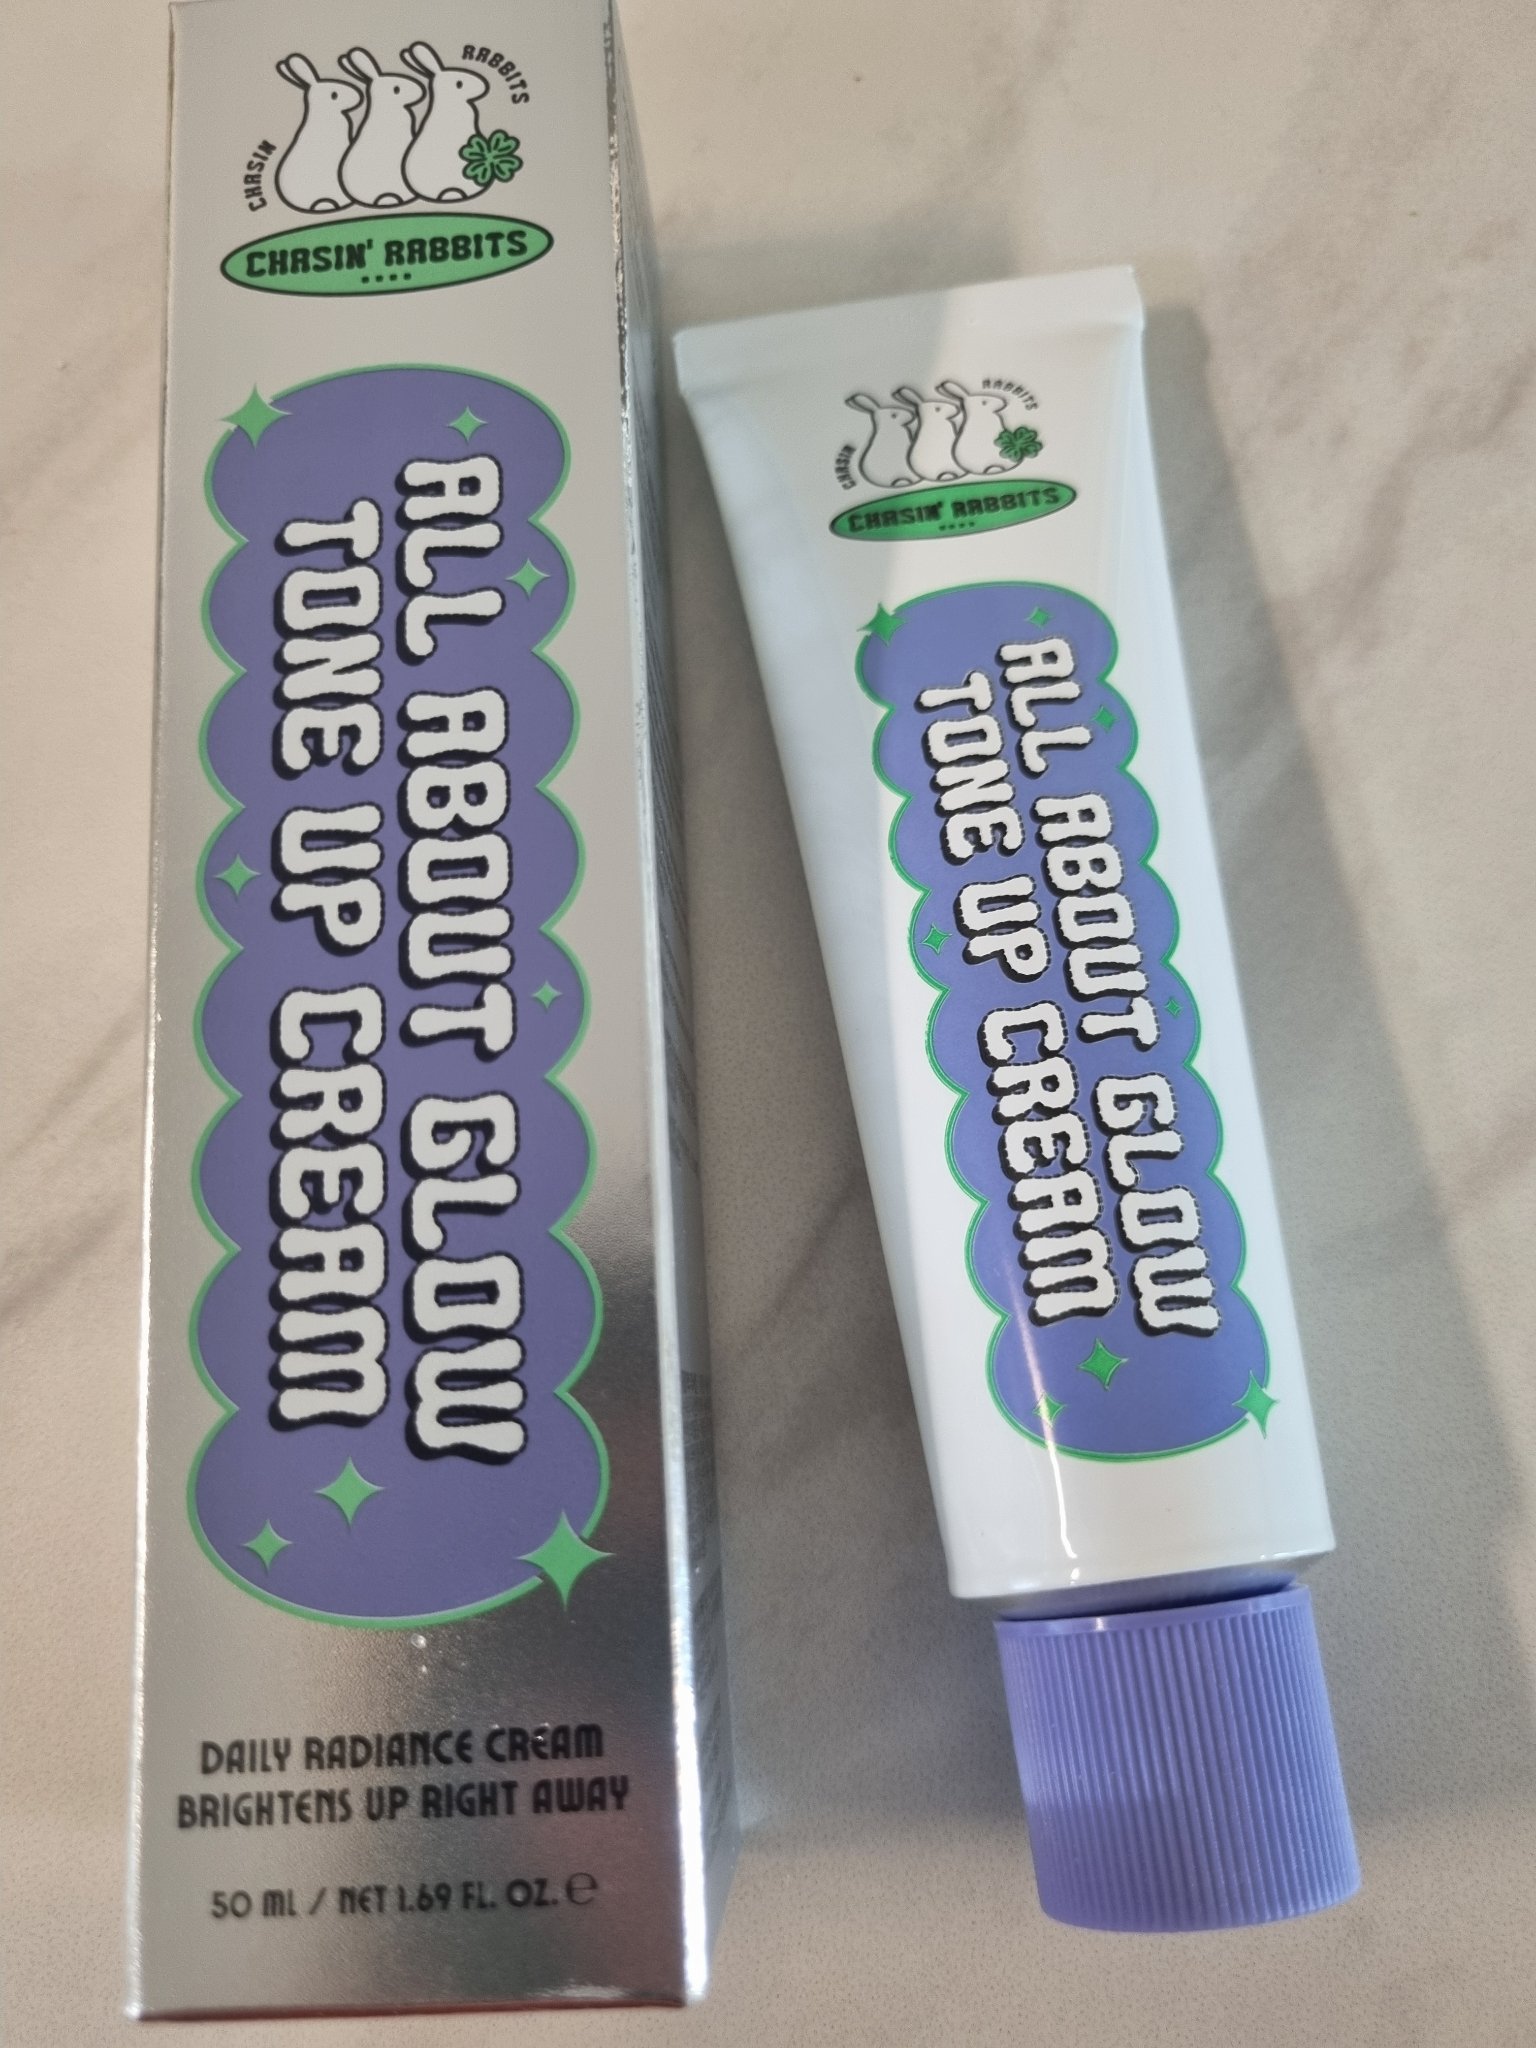 CHASIN RABBITS
CHASIN' RABBITS
ALL ABOUT GLOW
TONE UP CREAM
DAILY RADIANCE CREAM
BRIGHTENS UP RIGHT AWAY
50 ML / NET 1.69 FL. OZ. ℮
CHASIN RABBITS
CHASIN' RABBITS
ALL ABOUT GLOW
TONE UP CREAM